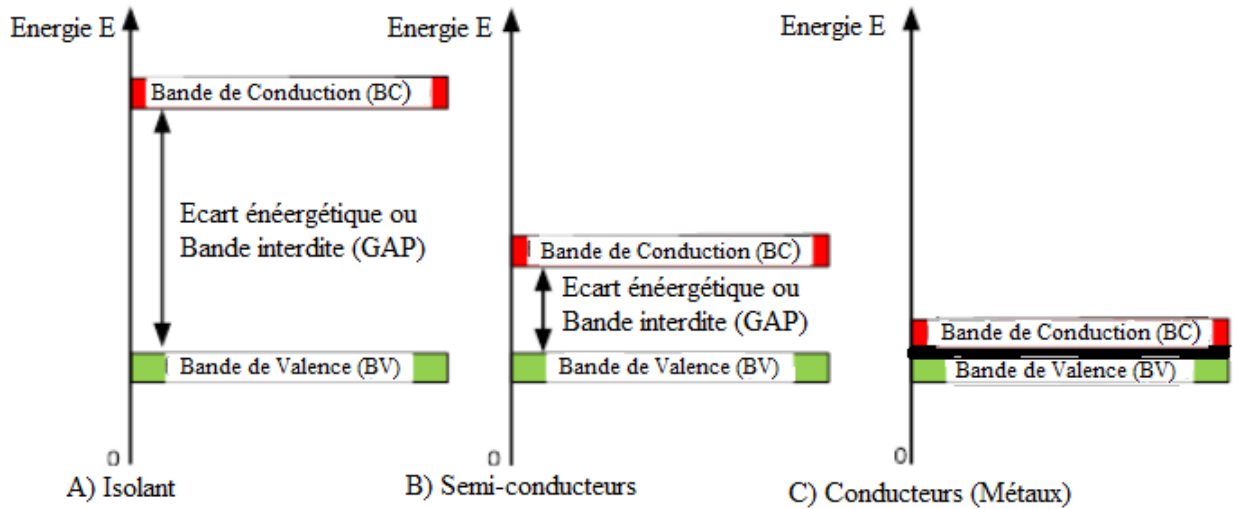 Energie E
Bande de Conduction (BC)
Ecart énéergétique ou
Bande interdite (GAP)
Bande de Valence (BV)
0
A) Isolant
Energie E
Bande de Conduction (BC)
Ecart énéergétique ou
Bande interdite (GAP)
Bande de Valence (BV)
0
B) Semi-conducteurs
Energie E
Bande de Conduction (BC)
Bande de Valence (BV)
0
C) Conducteurs (Métaux)